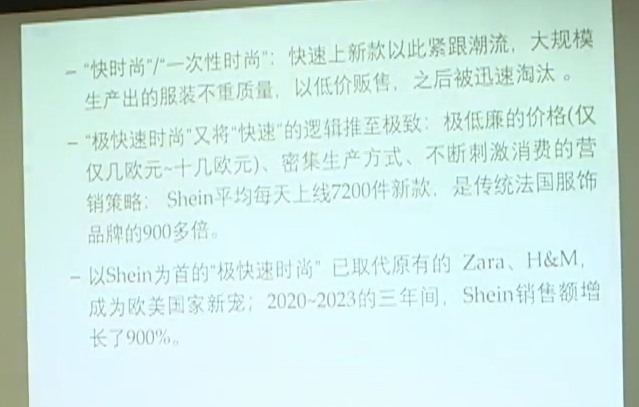 – “快时尚”/“一次性时尚”：快速上新款以此紧跟潮流，大规模
生产出的服装不重质量，以低价贩售，之后被迅速淘汰 。
– “极快速时尚”又将“快速”的逻辑推至极致：极低廉的价格(仅
仅几欧元~十几欧元)、密集生产方式、不断刺激消费的营
销策略： Shein平均每天上线7200件新款，是传统法国服饰
品牌的900多倍。
– 以Shein为首的“极快速时尚” 已取代原有的 Zara、H&M，
成为欧美国家新宠；2020~2023的三年间，Shein销售额增
长了900%。